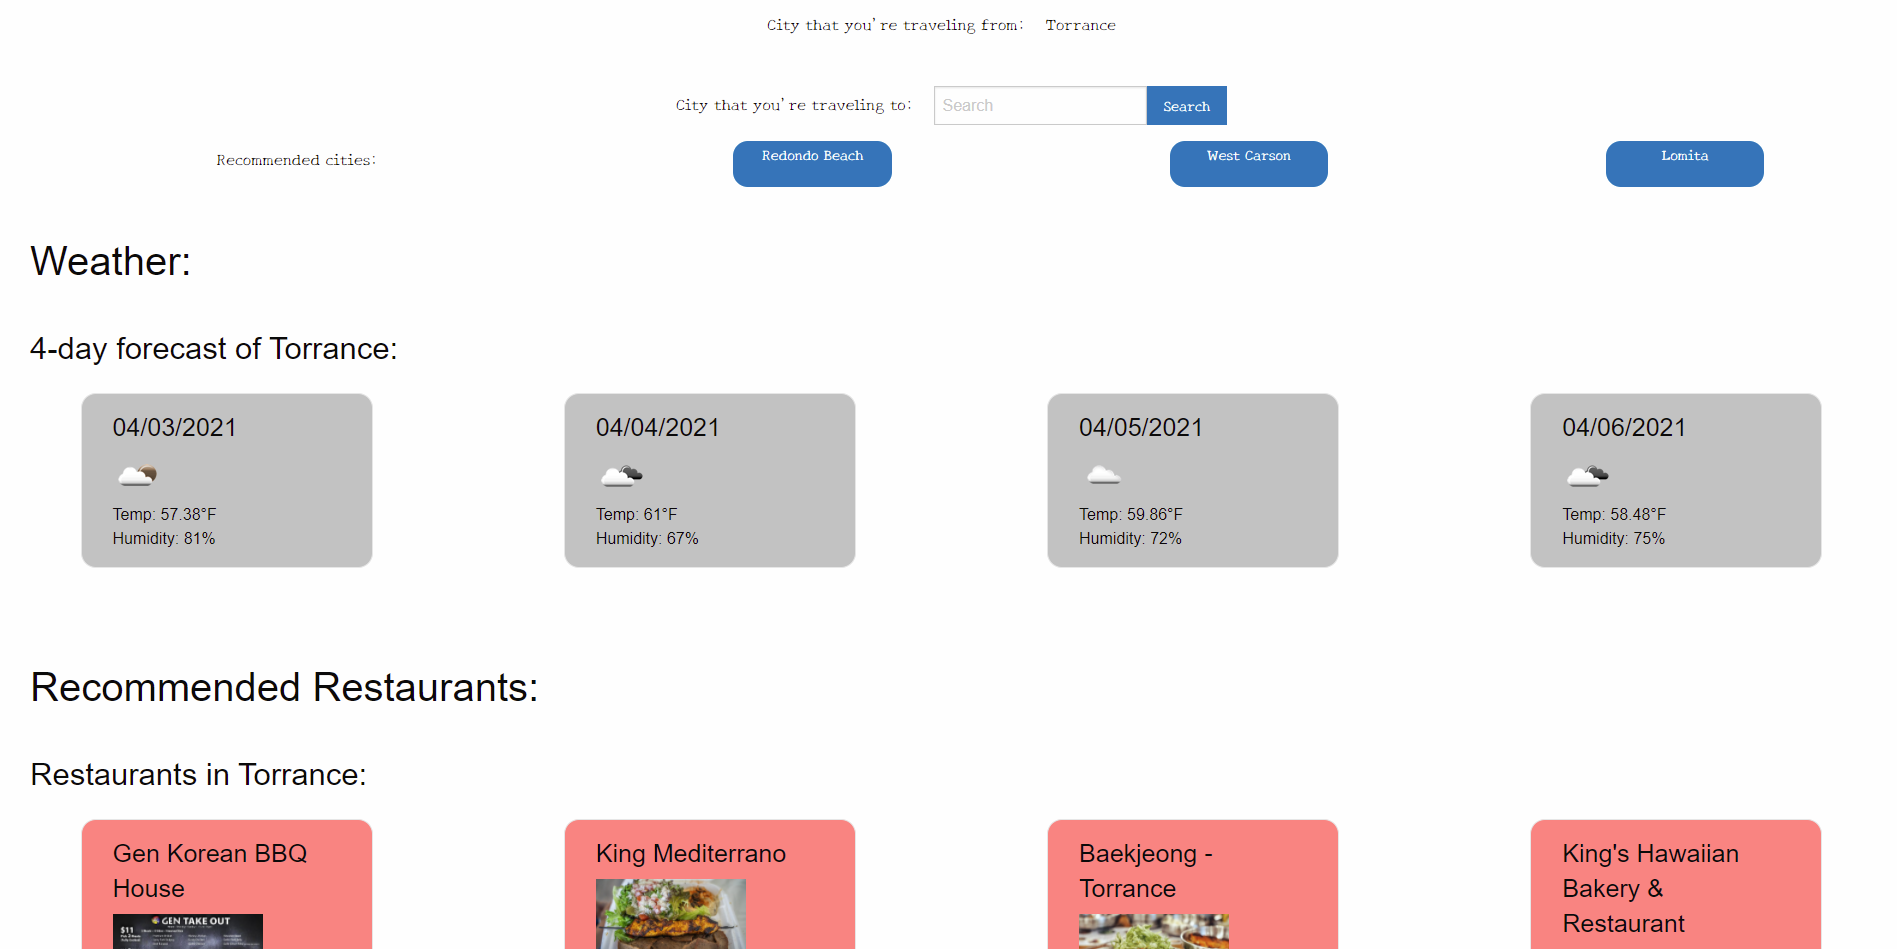 City that you're traveling from: Torrance
City that you're traveling to: Search Search
Recommended cities: Redondo Beach West Carson Lomita
Weather:
4-day forecast of Torrance:
04/03/2021
Temp: 57.38°F
Humidity: 81%
04/04/2021
Temp: 61°F
Humidity: 67%
04/05/2021
Temp: 59.86°F
Humidity: 72%
04/06/2021
Temp: 58.48°F
Humidity: 75%
Recommended Restaurants:
Restaurants in Torrance:
Gen Korean BBQ
House
GEN TAKE OUT
$11
King Mediterrano
Baekjeong -
Torrance
King's Hawaiian
Bakery &
Restaurant